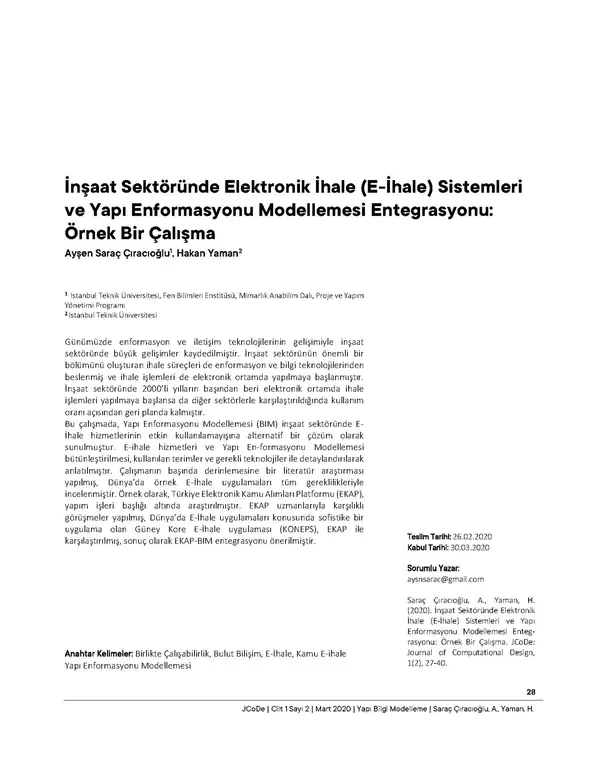 İnşaat Sektöründe Elektronik İhale (E-İhale) Sistemleri
ve Yapı Enformasyonu Modellemesi Entegrasyonu:
Örnek Bir Çalışma
Ayşen Saraç Çıracıoğlu1, Hakan Yaman2
1 İstanbul Teknik Üniversitesi, Fen Bilimleri Enstitüsü, Mimarlık Anabilim Dalı, Proje ve Yapım
Yönetimi Programı
2 İstanbul Teknik Üniversitesi
Günümüzde enformasyon ve iletişim teknolojilerinin gelişimiyle inşaat
sektöründe büyük gelişmeler kaydedilmiştir. İnşaat sektörünün önemli bir
bölümünü oluşturan ihale süreçleri de enformasyon ve bilgi teknolojilerinden
beslenmiş ve ihale işlemleri de elektronik ortamda yapılmaya başlanmıştır.
İnşaat sektöründe 2000'li yılların başından beri elektronik ortamda ihale
işlemleri yapılmaya başlansa da diğer sektörlerle karşılaştırıldığında kullanım
oranı açısından geri planda kalmıştır.
Bu çalışmada, Yapı Enformasyonu Modellemesi (BIM) inşaat sektöründe E-
İhale hizmetlerinin etkin kullanılamayışına alternatif bir çözüm olarak
sunulmuştur. E-ihale hizmetleri ve Yapı En-formasyonu Modellemesi
bütünleştirilmesi, kullanılan terimler ve gerekli teknolojiler ile detaylandırılarak
anlatılmıştır. Çalışmanın başında derinlemesine bir literatür araştırması
yapılmış, Dünya'da örnek E-İhale uygulamaları tüm gereklilikleriyle
incelenmiştir. Örnek olarak, Türkiye Elektronik Kamu Alımları Platformu (EKAP),
yapım işleri başlığı altında araştırılmıştır. EKAP uzmanlarıyla karşılıklı
görüşmeler yapılmış, Dünya'da E-İhale uygulamaları konusunda sofistike bir
uygulama olan Güney Kore E-İhale uygulaması (KONEPS), EKAP ile
karşılaştırılmış, sonuç olarak EKAP-BIM entegrasyonu önerilmiştir.
Teslim Tarihi: 26.02.2020
Kabul Tarihi: 30.03.2020
Sorumlu Yazar:
aysnsarac@gmail.com
Saraç Çıracıoğlu, A., Yaman, H.
(2020). İnşaat Sektöründe Elektronik
İhale (E-İhale) Sistemleri ve Yapı
Enformasyonu Modellemesi Enteg-
rasyonu: Örnek Bir Çalışma. JCoDe:
Journal of Computational Design,
1(2), 27-40.
Anahtar Kelimeler: Birlikte Çalışabilirlik, Bulut Bilişim, E-İhale, Kamu E-ihale
Yapı Enformasyonu Modellemesi
28
JCoDe | Cilt 1 Sayı 2 | Mart 2020 | Yapı Bilgi Modelleme | Saraç Çıracıoğlu, A., Yaman, H.